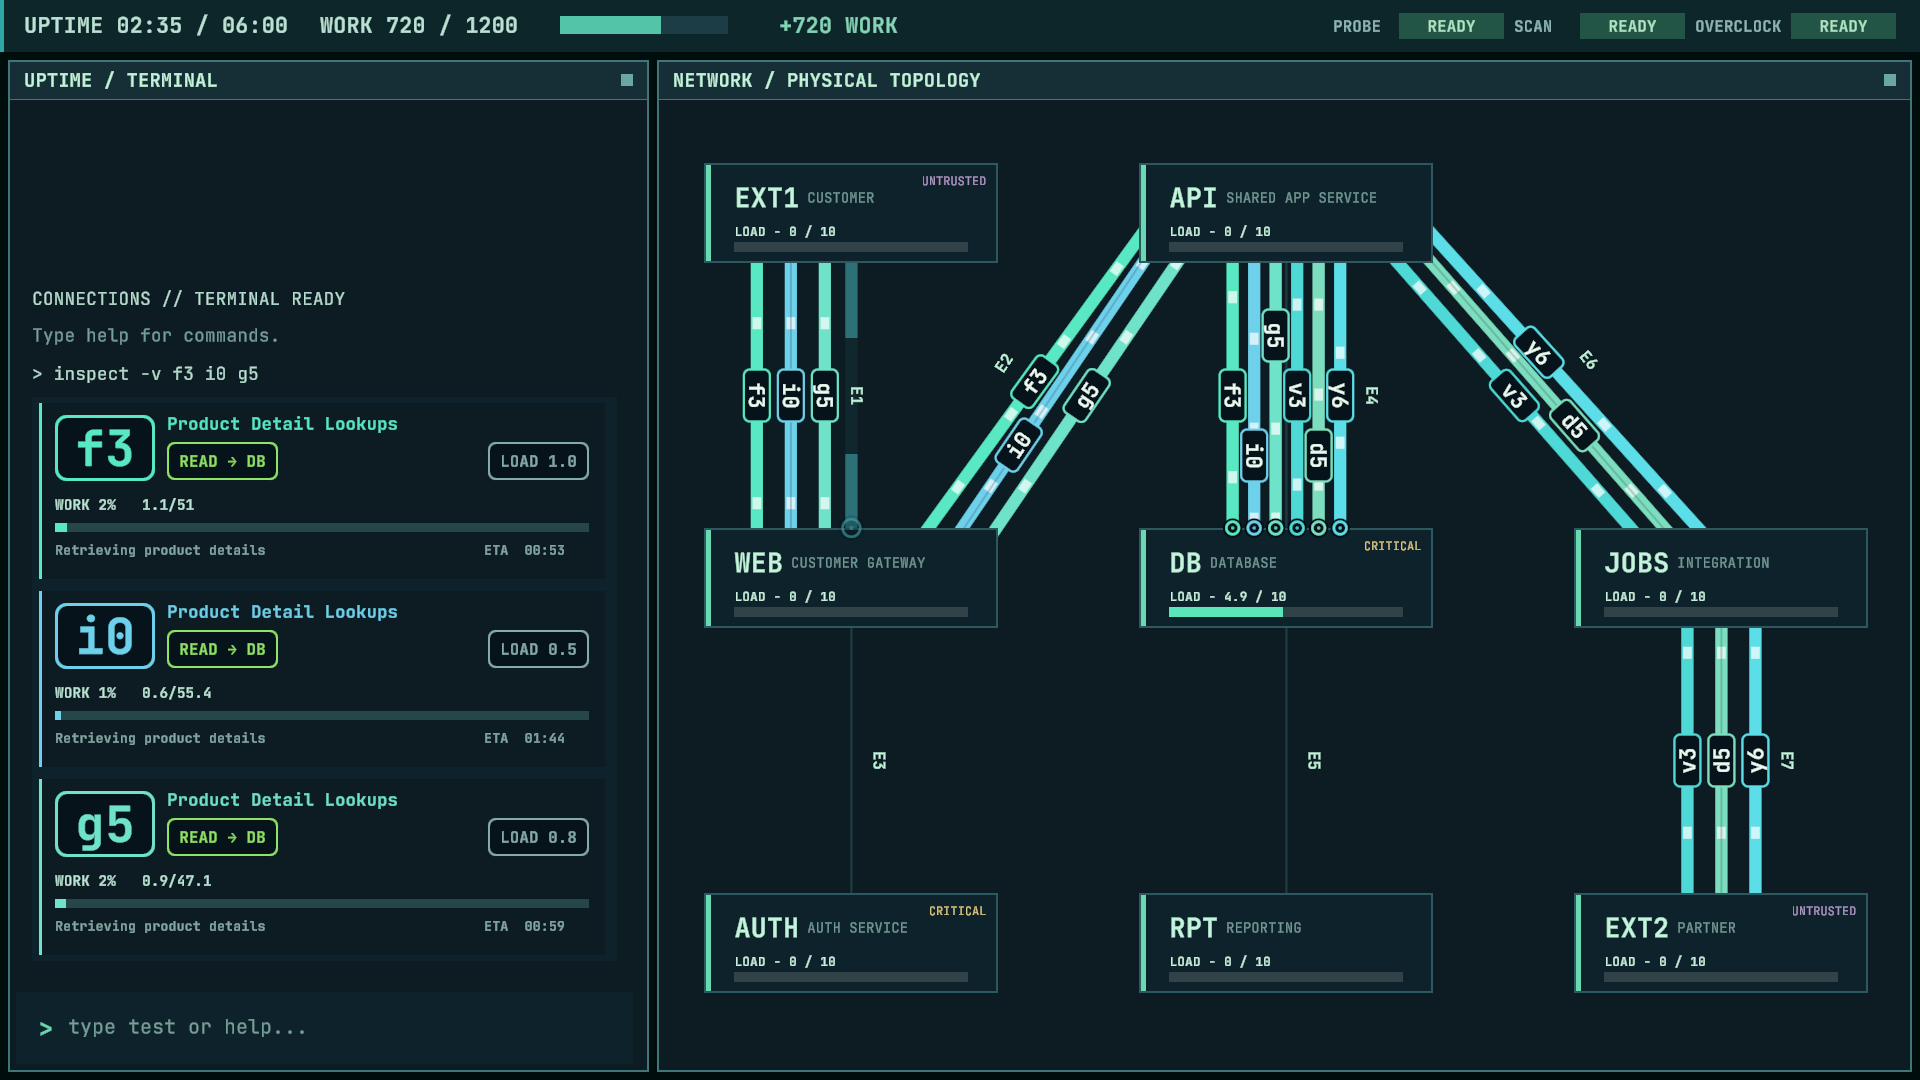 UPTIME 02:35 / 06:00 WORK 720 / 1200 +720 WORK PROBE READY SCAN READY OVERCLOCK READY
UPTIME / TERMINAL
CONNECTIONS // TERMINAL READY
Type help for commands.
> inspect -v f3 i0 g5
f3 Product Detail Lookups
READ → DB LOAD 1.0
WORK 2% 1.1/51
Retrieving product details ETA 00:53
i0 Product Detail Lookups
READ → DB LOAD 0.5
WORK 1% 0.6/55.4
Retrieving product details ETA 01:44
g5 Product Detail Lookups
READ → DB LOAD 0.8
WORK 2% 0.9/47.1
Retrieving product details ETA 00:59
> type test or help...
NETWORK / PHYSICAL TOPOLOGY
UNTRUSTED
EXT1 CUSTOMER
LOAD - 0 / 10
API SHARED APP SERVICE
LOAD - 0 / 10
f3 i0 g5 E1
E2 f3 i0 g5
f3 i0 g5 v3 d5 y6 E4
y6 v3 d5 E6
WEB CUSTOMER GATEWAY
LOAD - 0 / 10
CRITICAL
DB DATABASE
LOAD - 4.9 / 10
JOBS INTEGRATION
LOAD - 0 / 10
E3
E5
v3 d5 y6 E7
CRITICAL
AUTH AUTH SERVICE
LOAD - 0 / 10
RPT REPORTING
LOAD - 0 / 10
UNTRUSTED
EXT2 PARTNER
LOAD - 0 / 10